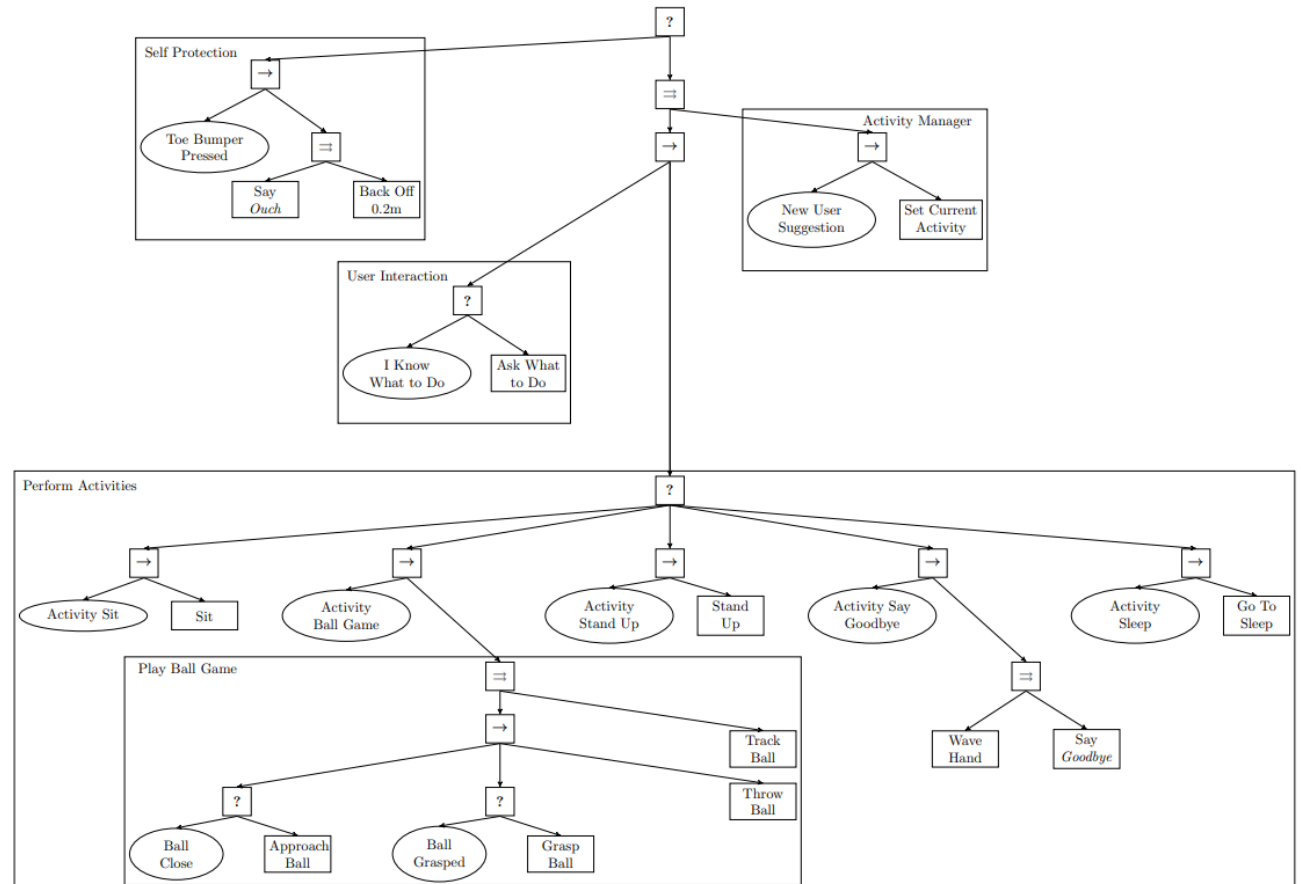 ?
Self Protection
→
⇉
Activity Manager
Toe Bumper
Pressed
⇉
→
→
Say
Ouch
Back Off
0.2m
New User
Suggestion
Set Current
Activity
User Interaction
?
I Know
What to Do
Ask What
to Do
Perform Activities
?
→
→
→
→
→
Activity Sit
Sit
Activity
Ball Game
Activity
Stand Up
Stand
Up
Activity Say
Goodbye
Activity
Sleep
Go To
Sleep
Play Ball Game
⇉
⇉
→
Track
Ball
Wave
Hand
Say
Goodbye
?
?
Throw
Ball
Ball
Close
Approach
Ball
Ball
Grasped
Grasp
Ball